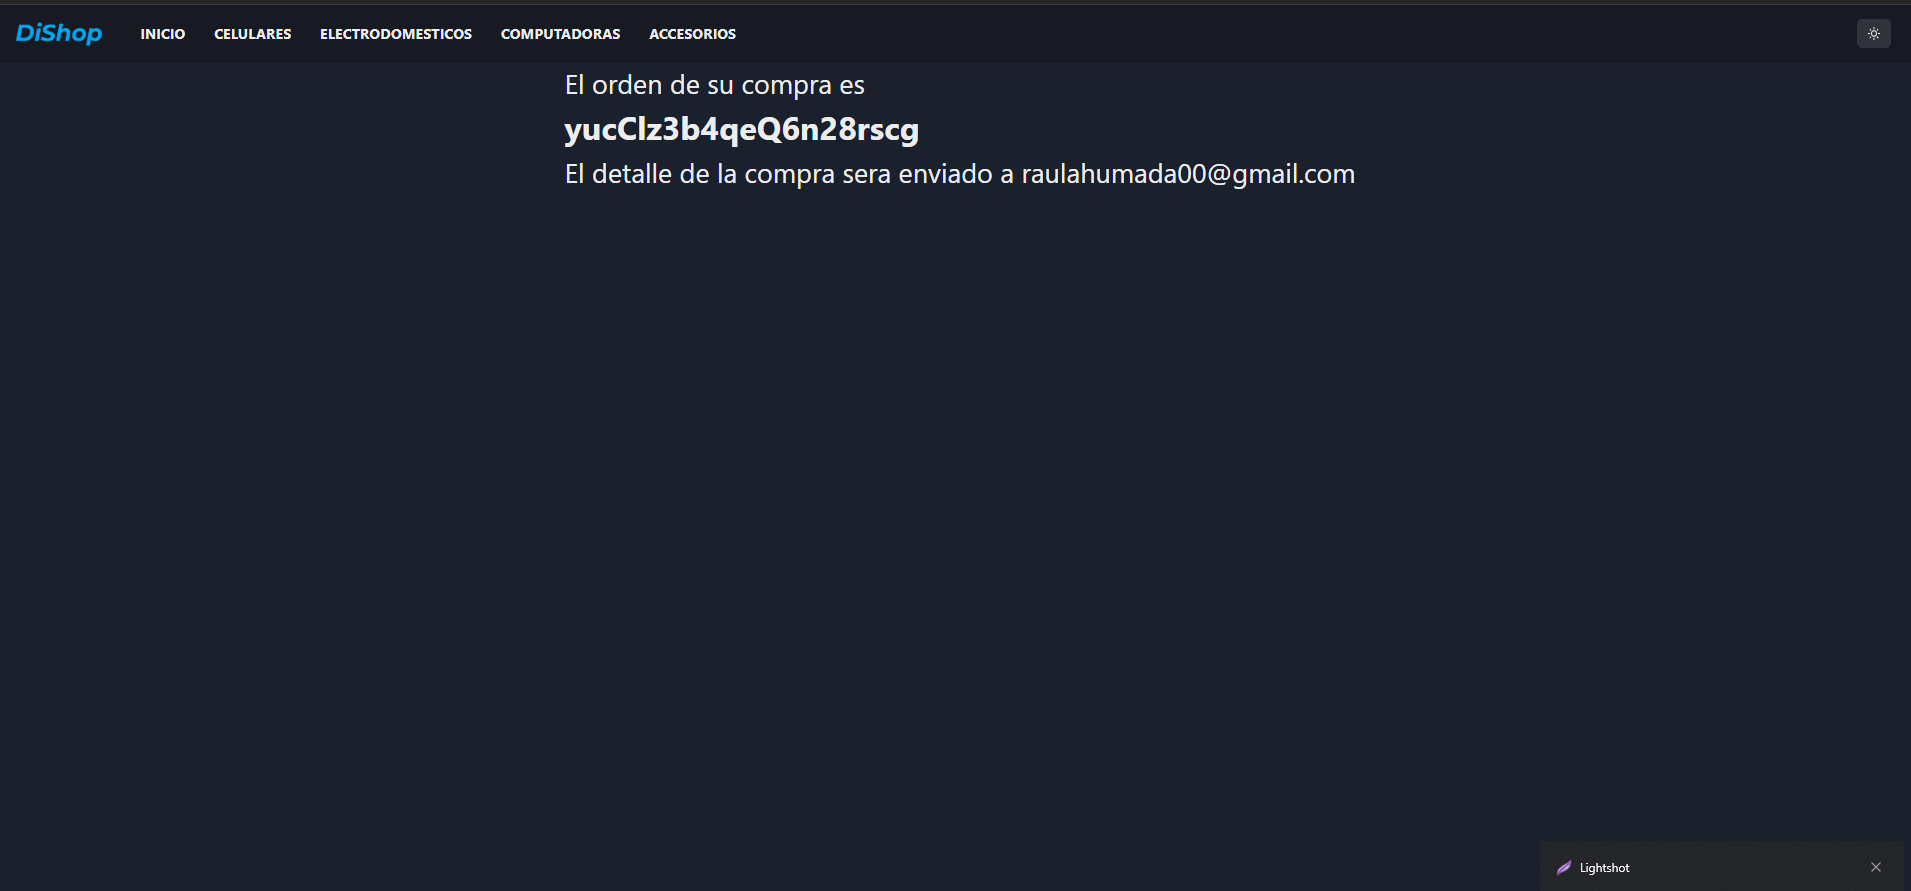 DiShop INICIO CELULARES ELECTRODOMESTICOS COMPUTADORAS ACCESORIOS
El orden de su compra es
yucClz3b4qeQ6n28rscg
El detalle de la compra sera enviado a raulahumada00@gmail.com
Lightshot